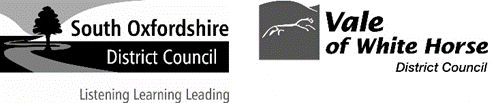 South Oxfordshire
District Council
Listening Learning Leading
Vale
of White Horse
District Council